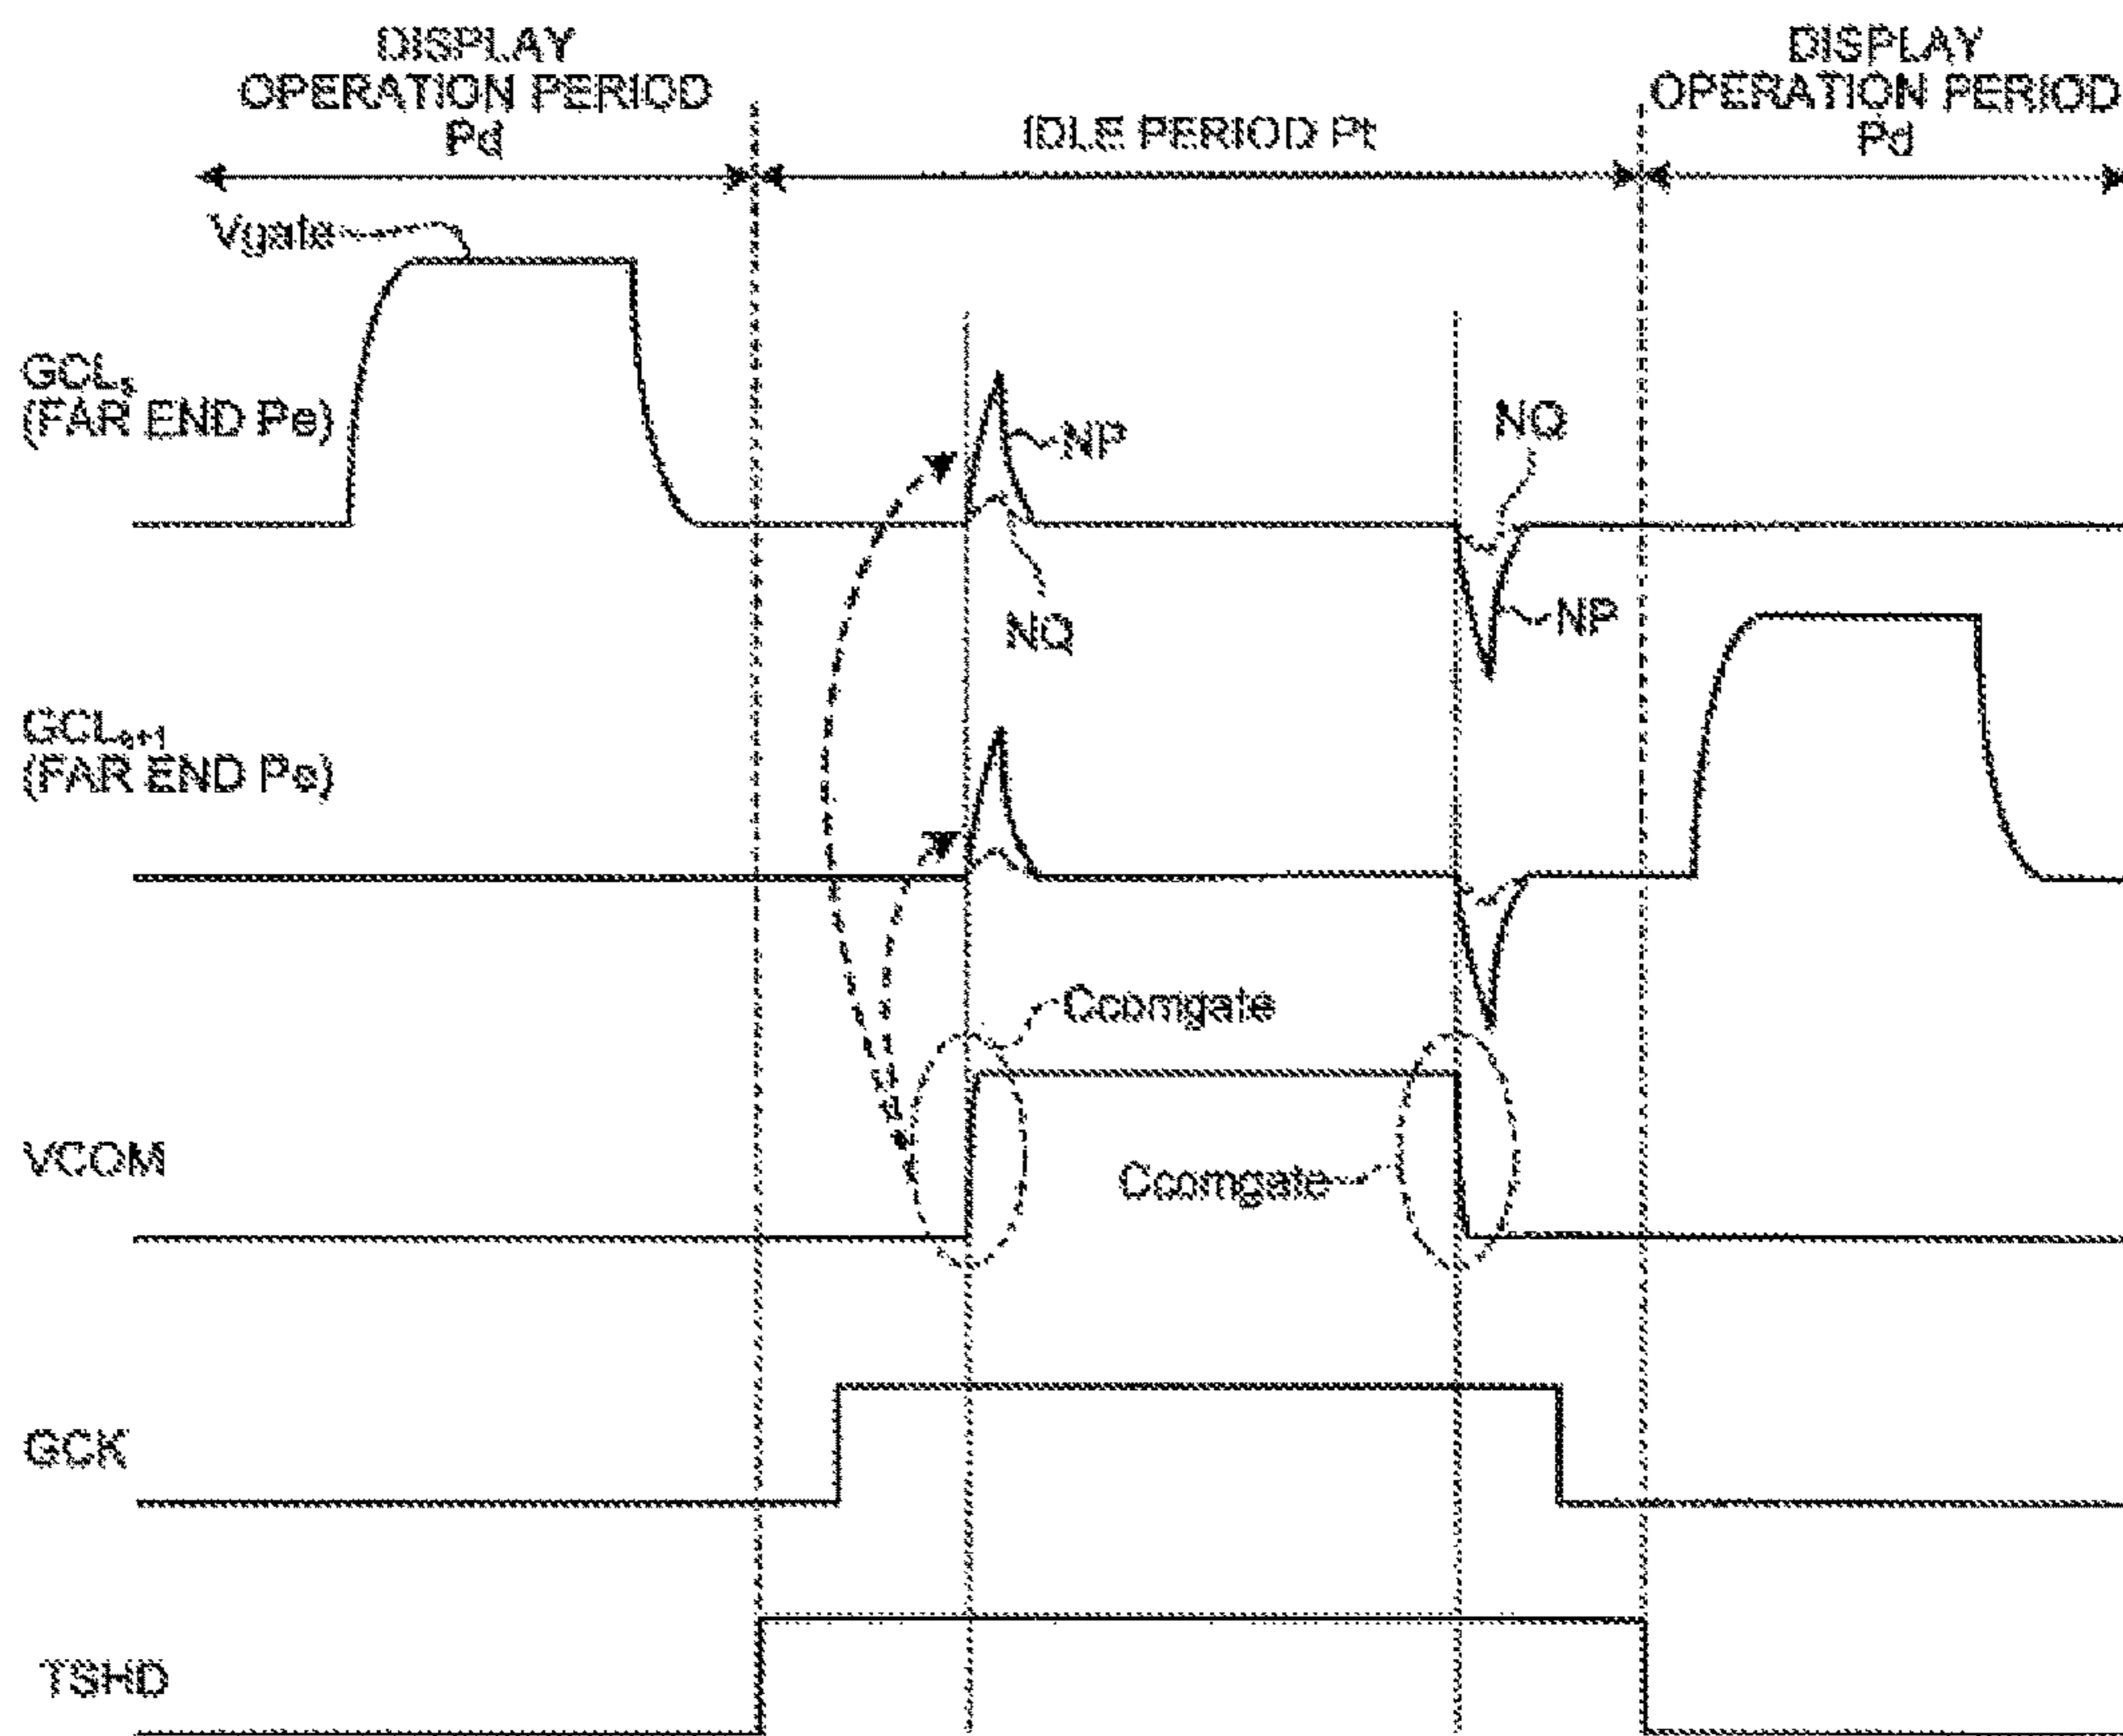 DISPLAY
OPERATION PERIOD
Pd
IDLE PERIOD Pt
DISPLAY
OPERATION PERIOD
Pd
Vgate
GCLs
(FAR END Pe)
NP
NQ
NQ
NP
GCLs+1
(FAR END Pe)
Ccomgate
VCOM
Ccomgate
GCK
TSHD